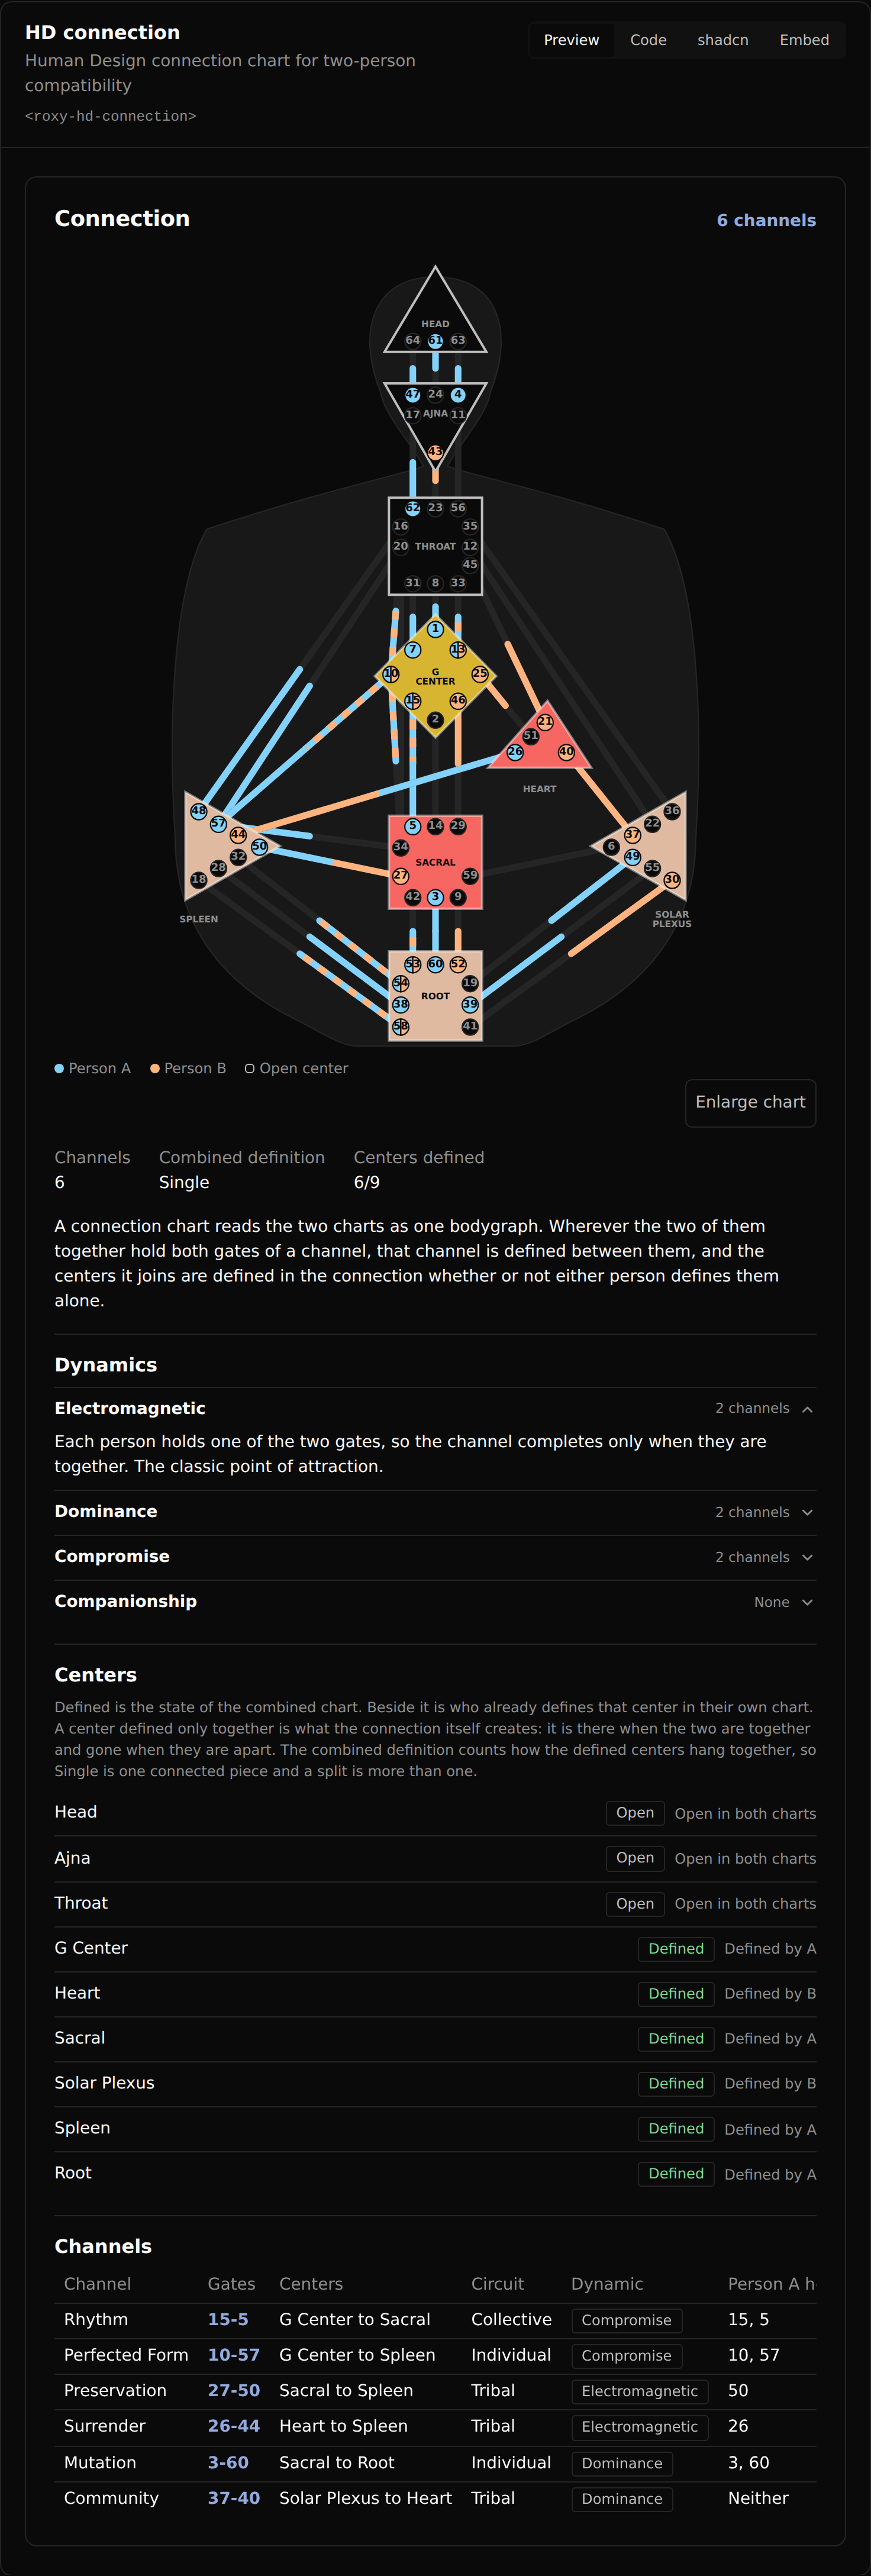 HD connection
Human Design connection chart for two-person
compatibility
<roxy-hd-connection>
Preview Code shadcn Embed
Connection
6 channels
HEAD
64 61 63
47 24 4
17 AJNA 11
43
62 23 56
16 35
20 THROAT 12
45
31 8 33
1
7 13
10 G CENTER 25
15 46
2
21
51
26 40
HEART
48
57
44
50
32
28
18
SPLEEN
5 14 29
34
SACRAL
27 59
42 3 9
36
22
37
6
49
55
30
SOLAR
PLEXUS
53 60 52
54 19
ROOT
38 39
58 41
Person A Person B Open center
Enlarge chart
Channels Combined definition Centers defined
6 Single 6/9
A connection chart reads the two charts as one bodygraph. Wherever the two of them
together hold both gates of a channel, that channel is defined between them, and the
centers it joins are defined in the connection whether or not either person defines them
alone.
Dynamics
Electromagnetic 2 channels
Each person holds one of the two gates, so the channel completes only when they are
together. The classic point of attraction.
Dominance 2 channels
Compromise 2 channels
Companionship None
Centers
Defined is the state of the combined chart. Beside it is who already defines that center in their own chart.
A center defined only together is what the connection itself creates: it is there when the two are together
and gone when they are apart. The combined definition counts how the defined centers hang together, so
Single is one connected piece and a split is more than one.
Head Open Open in both charts
Ajna Open Open in both charts
Throat Open Open in both charts
G Center Defined Defined by A
Heart Defined Defined by B
Sacral Defined Defined by A
Solar Plexus Defined Defined by B
Spleen Defined Defined by A
Root Defined Defined by A
Channels
Channel Gates Centers Circuit Dynamic Person A h
Rhythm 15-5 G Center to Sacral Collective Compromise 15, 5
Perfected Form 10-57 G Center to Spleen Individual Compromise 10, 57
Preservation 27-50 Sacral to Spleen Tribal Electromagnetic 50
Surrender 26-44 Heart to Spleen Tribal Electromagnetic 26
Mutation 3-60 Sacral to Root Individual Dominance 3, 60
Community 37-40 Solar Plexus to Heart Tribal Dominance Neither